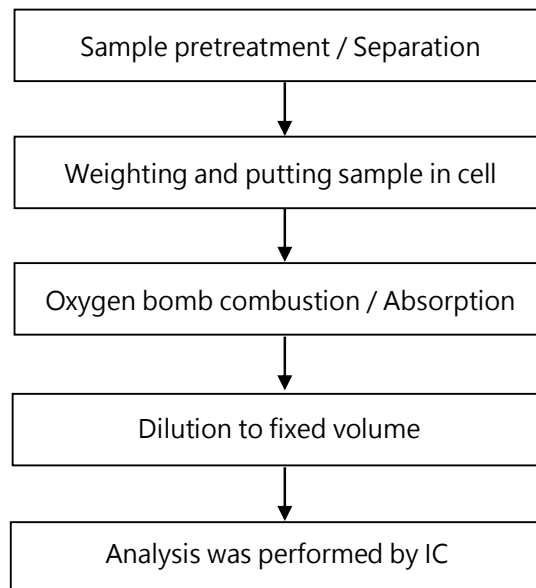 Sample pretreatment / Separation
Weighting and putting sample in cell
Oxygen bomb combustion / Absorption
Dilution to fixed volume
Analysis was performed by IC